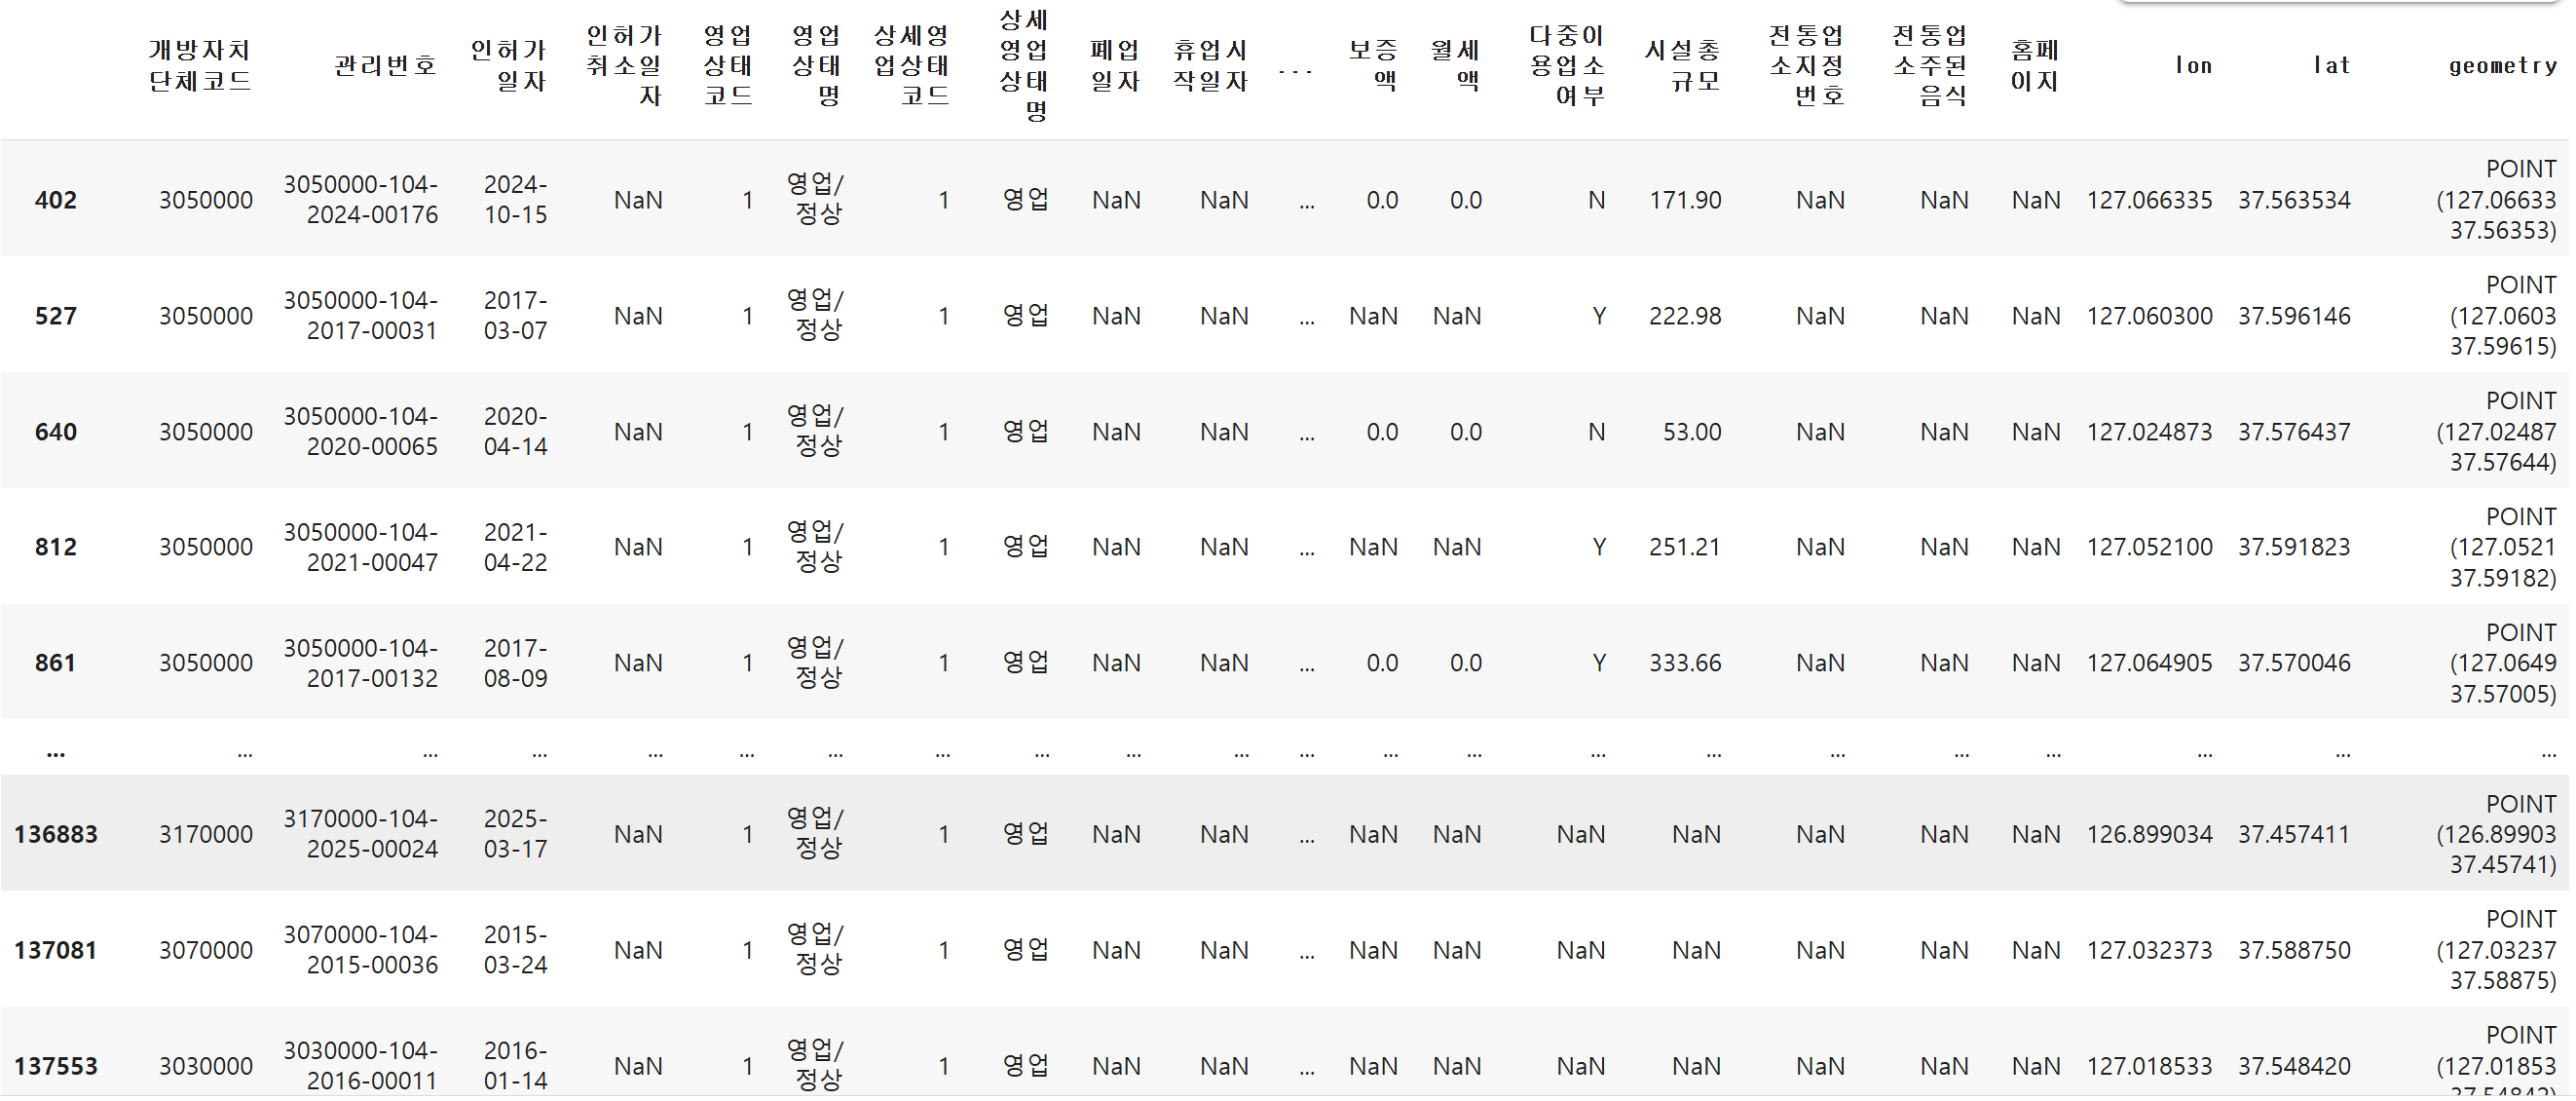 개방자치단체코드 관리번호 인허가일자 인허가취소일자 영업상태코드 영업상태명 상세영업상태코드 상세영업상태명 폐업일자 휴업시작일자 ... 보증액 월세액 다중이용업소여부 시설총규모 전통업소지정번호 전통업소주된음식 홈페이지 lon lat geometry
402 3050000 3050000-104-2024-00176 2024-10-15 NaN 1 영업/정상 1 영업 NaN NaN ... 0.0 0.0 N 171.90 NaN NaN NaN 127.066335 37.563534 POINT (127.06633 37.56353)
527 3050000 3050000-104-2017-00031 2017-03-07 NaN 1 영업/정상 1 영업 NaN NaN ... NaN NaN Y 222.98 NaN NaN NaN 127.060300 37.596146 POINT (127.0603 37.59615)
640 3050000 3050000-104-2020-00065 2020-04-14 NaN 1 영업/정상 1 영업 NaN NaN ... 0.0 0.0 N 53.00 NaN NaN NaN 127.024873 37.576437 POINT (127.02487 37.57644)
812 3050000 3050000-104-2021-00047 2021-04-22 NaN 1 영업/정상 1 영업 NaN NaN ... NaN NaN Y 251.21 NaN NaN NaN 127.052100 37.591823 POINT (127.0521 37.59182)
861 3050000 3050000-104-2017-00132 2017-08-09 NaN 1 영업/정상 1 영업 NaN NaN ... 0.0 0.0 Y 333.66 NaN NaN NaN 127.064905 37.570046 POINT (127.0649 37.57005)
... ... ... ... ... ... ... ... ... ... ... ... ... ... ... ... ... ... ... ... ... ...
136883 3170000 3170000-104-2025-00024 2025-03-17 NaN 1 영업/정상 1 영업 NaN NaN ... NaN NaN NaN NaN NaN NaN NaN 126.899034 37.457411 POINT (126.89903 37.45741)
137081 3070000 3070000-104-2015-00036 2015-03-24 NaN 1 영업/정상 1 영업 NaN NaN ... NaN NaN NaN NaN NaN NaN NaN 127.032373 37.588750 POINT (127.03237 37.58875)
137553 3030000 3030000-104-2016-00011 2016-01-14 NaN 1 영업/정상 1 영업 NaN NaN ... NaN NaN NaN NaN NaN NaN NaN 127.018533 37.548420 POINT (127.01853 37.54842)